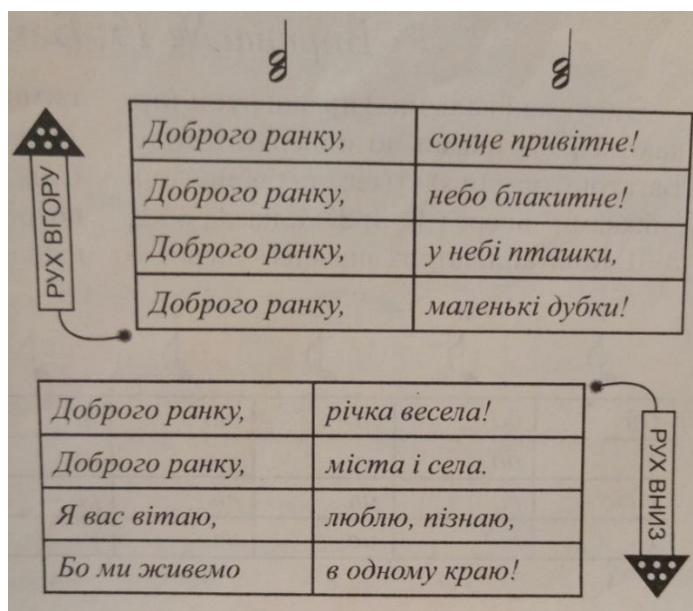 Доброго ранку, сонце привітне!
Доброго ранку, небо блакитне!
Доброго ранку, у небі пташки,
Доброго ранку, маленькі дубки!
РУХ ВГОРУ
Доброго ранку, річка весела!
Доброго ранку, міста і села.
Я вас вітаю, люблю, пізнаю,
Бо ми живемо в одному краю!
РУХ ВНИЗ